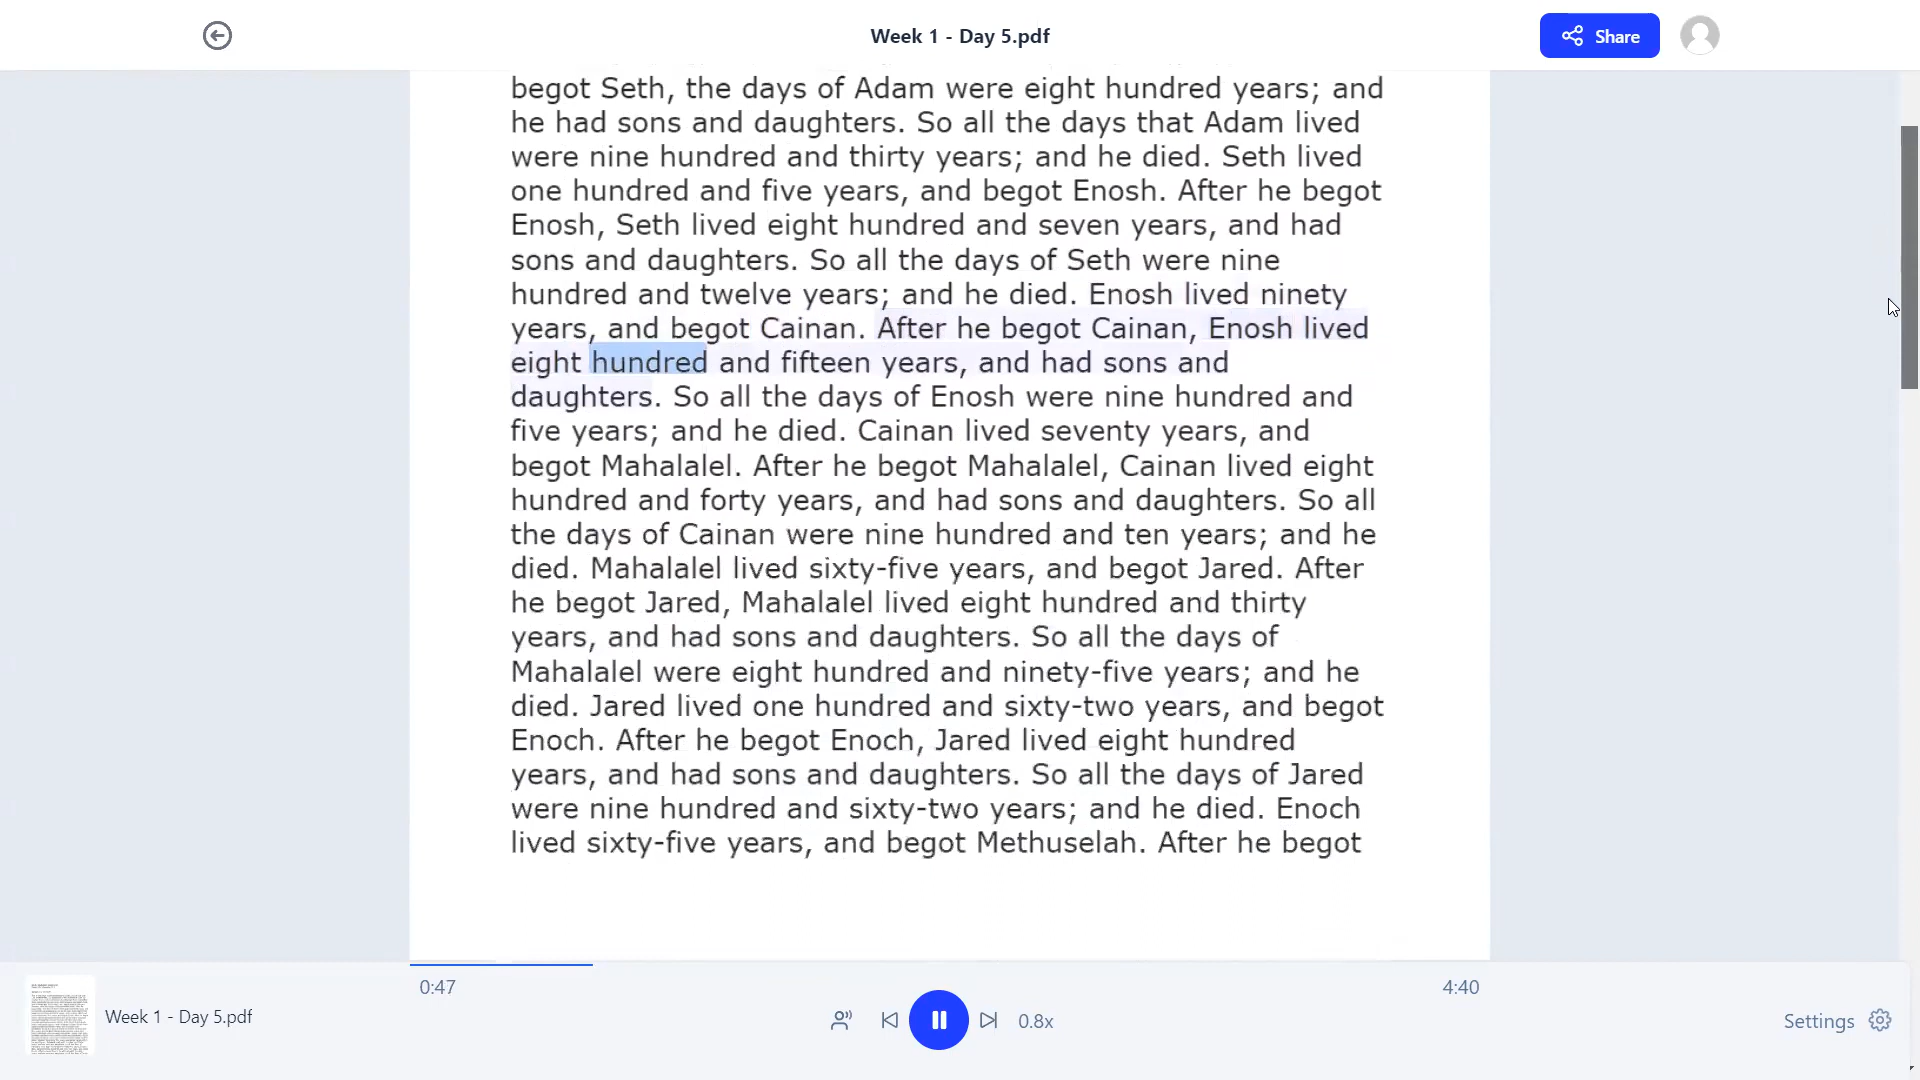 Week 1 - Day 5.pdf
Share
begot Seth, the days of Adam were eight hundred years; and
he had sons and daughters. So all the days that Adam lived
were nine hundred and thirty years; and he died. Seth lived
one hundred and five years, and begot Enosh. After he begot
Enosh, Seth lived eight hundred and seven years, and had
sons and daughters. So all the days of Seth were nine
hundred and twelve years; and he died. Enosh lived ninety
years, and begot Cainan. After he begot Cainan, Enosh lived
eight hundred and fifteen years, and had sons and
daughters. So all the days of Enosh were nine hundred and
five years; and he died. Cainan lived seventy years, and
begot Mahalalel. After he begot Mahalalel, Cainan lived eight
hundred and forty years, and had sons and daughters. So all
the days of Cainan were nine hundred and ten years; and he
died. Mahalalel lived sixty-five years, and begot Jared. After
he begot Jared, Mahalalel lived eight hundred and thirty
years, and had sons and daughters. So all the days of
Mahalalel were eight hundred and ninety-five years; and he
died. Jared lived one hundred and sixty-two years, and begot
Enoch. After he begot Enoch, Jared lived eight hundred
years, and had sons and daughters. So all the days of Jared
were nine hundred and sixty-two years; and he died. Enoch
lived sixty-five years, and begot Methuselah. After he begot
0:47
4:40
Week 1 - Day 5.pdf
0.8x
Settings